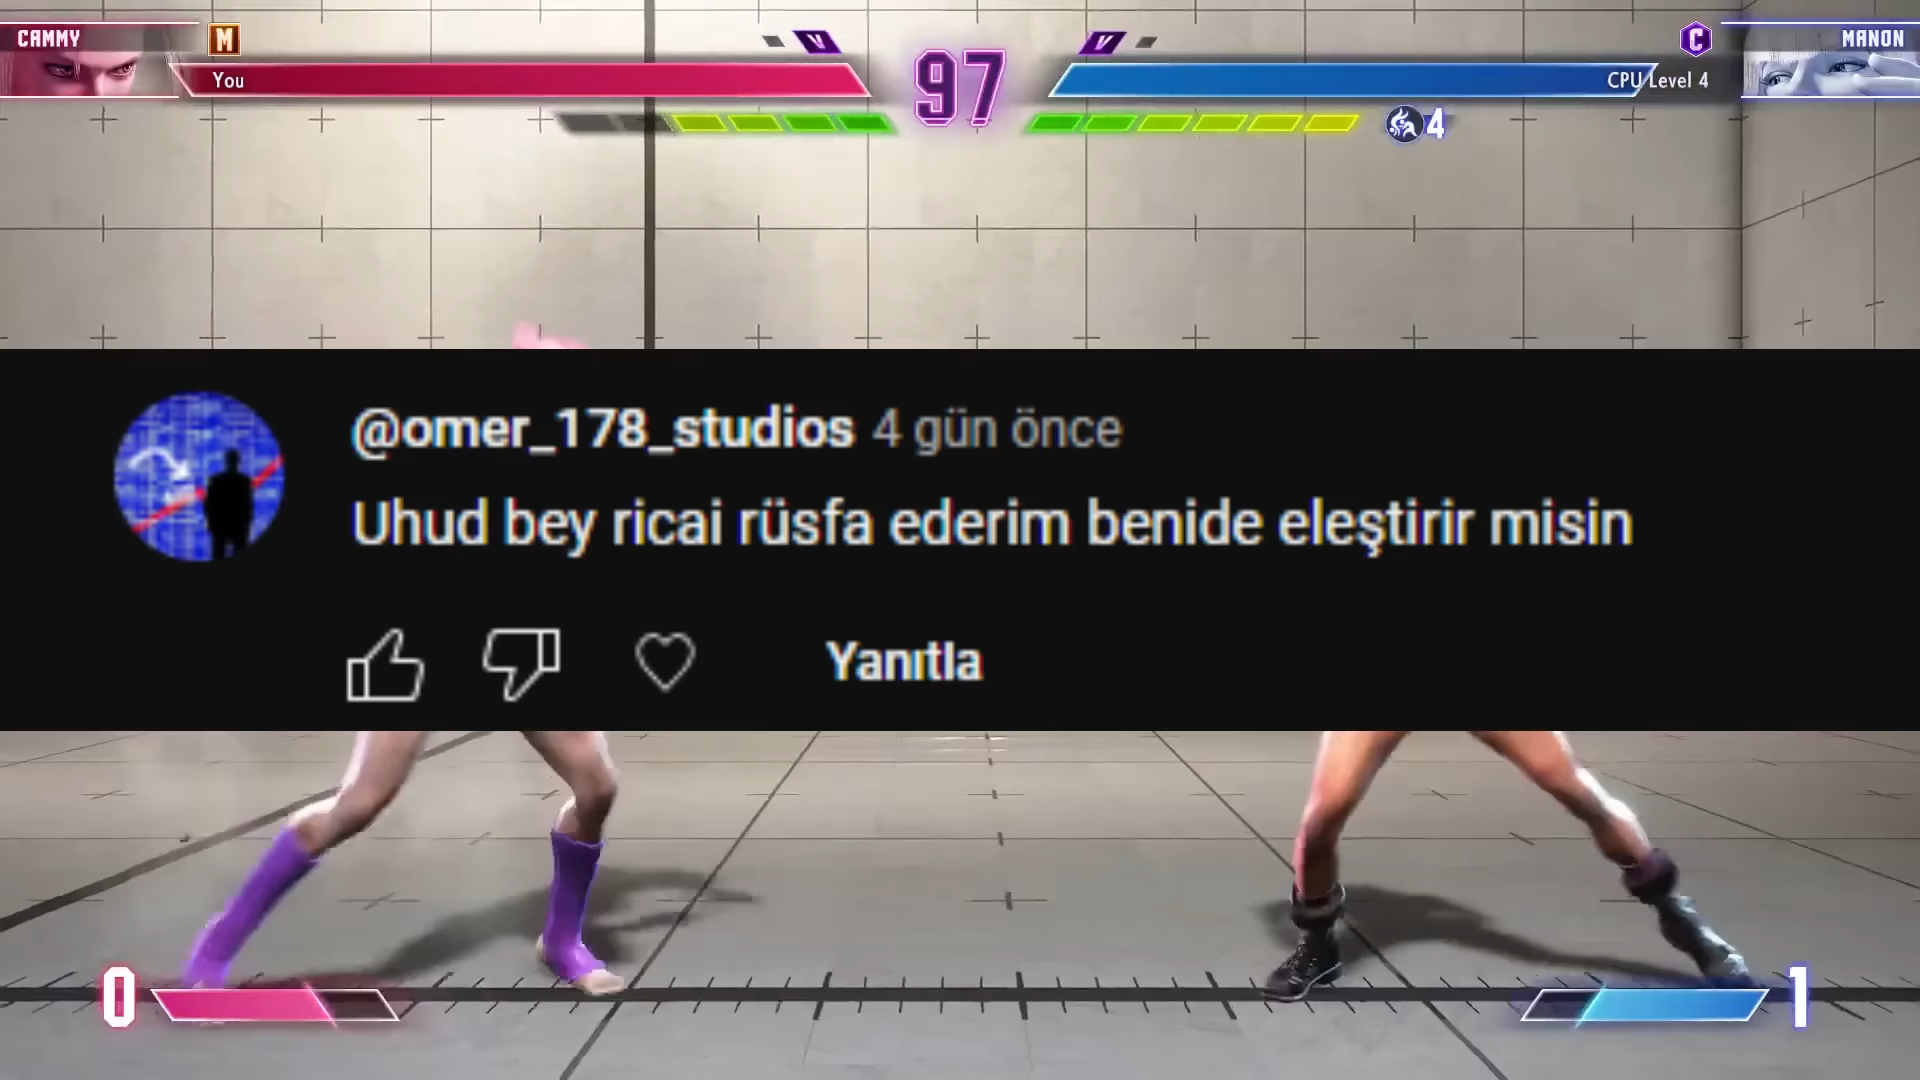 CAMMY
M
V
97
V
C
MANON
You
CPU Level 4
4
@omer_178_studios 4 gün önce
Uhud bey ricai rüsfa ederim benide eleştirir misin
Yanıtla
0
1